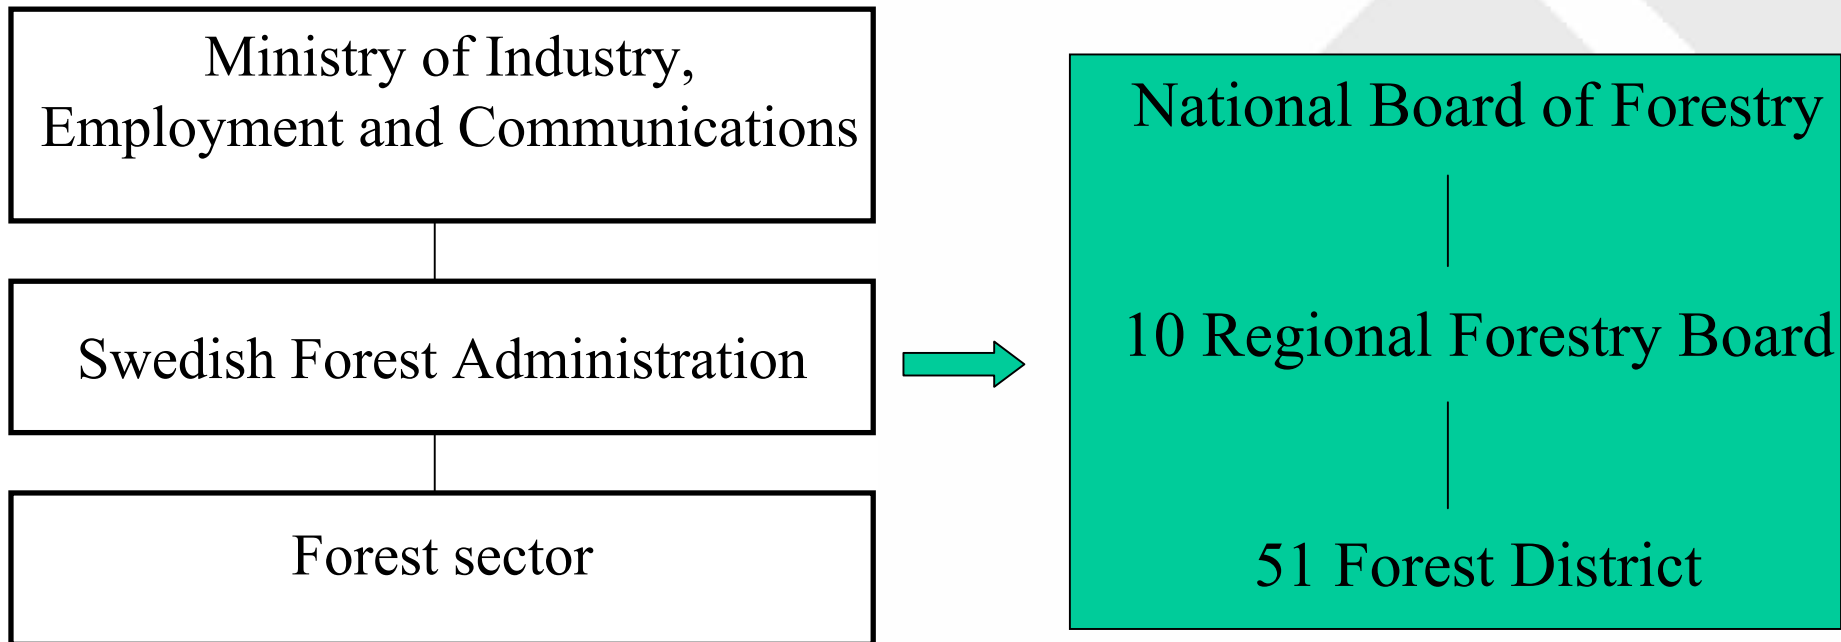 Ministry of Industry,
Employment and Communications
Swedish Forest Administration
Forest sector
National Board of Forestry
10 Regional Forestry Board
51 Forest District